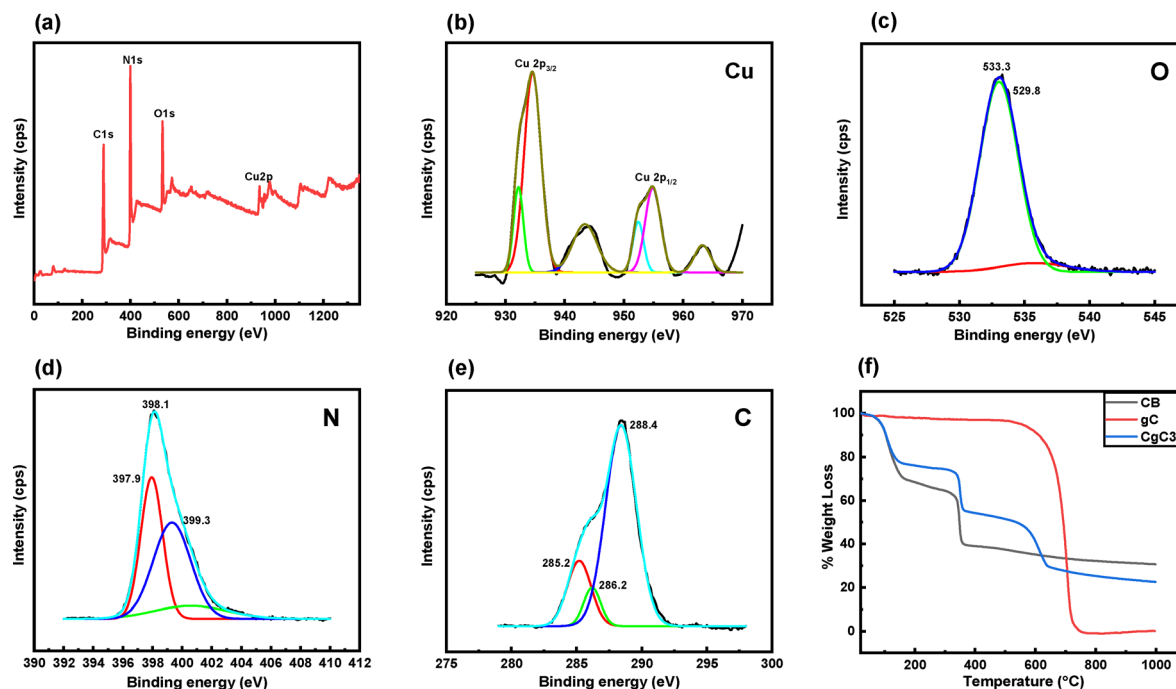 (a)
N1s
O1s
C1s
Cu2p
Intensity (cps)
0 200 400 600 800 1000 1200
Binding energy (eV)
(b)
Cu 2p3/2
Cu
Cu 2p1/2
Intensity (cps)
920 930 940 950 960 970
Binding energy (eV)
(c)
533.3
O
529.8
Intensity (cps)
525 530 535 540 545
Binding energy (eV)
(d)
398.1
N
397.9
399.3
Intensity (cps)
390 392 394 396 398 400 402 404 406 408 410 412
Binding energy (eV)
(e)
C
288.4
285.2
286.2
Intensity (cps)
275 280 285 290 295 300
Binding energy (eV)
(f)
CB
gC
CgC3
% Weight Loss
100
80
60
40
20
0
200 400 600 800 1000
Temperature (°C)